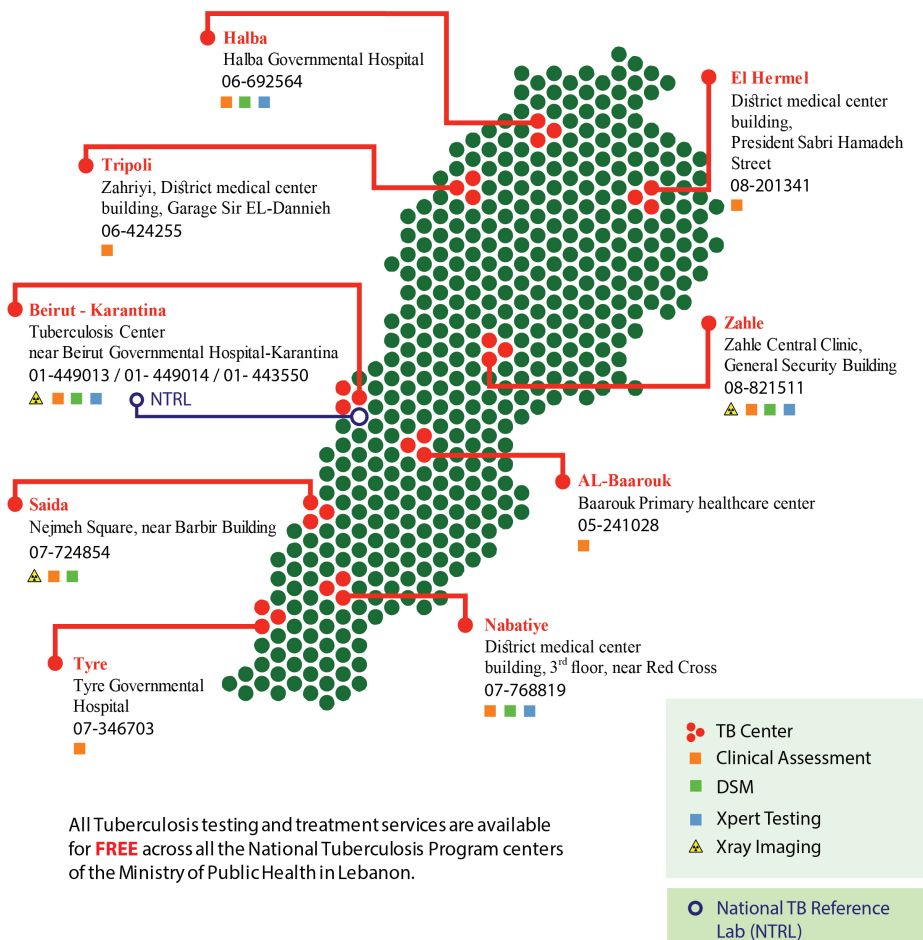 Halba
Halba Governmental Hospital
06-692564
El Hermel
District medical center
building,
President Sabri Hamadeh
Street
08-201341
Tripoli
Zahriyi, District medical center
building, Garage Sir EL-Dannieh
06-424255
Beirut - Karantina
Tuberculosis Center
near Beirut Governmental Hospital-Karantina
01-449013 / 01- 449014 / 01- 443550
NTRL
Zahle
Zahle Central Clinic,
General Security Building
08-821511
Saida
Nejmeh Square, near Barbir Building
07-724854
AL-Baarouk
Baarouk Primary healthcare center
05-241028
Tyre
Tyre Governmental
Hospital
07-346703
Nabatiye
District medical center
building, 3rd floor, near Red Cross
07-768819
TB Center
Clinical Assessment
DSM
Xpert Testing
Xray Imaging
National TB Reference
Lab (NTRL)
All Tuberculosis testing and treatment services are available
for FREE across all the National Tuberculosis Program centers
of the Ministry of Public Health in Lebanon.